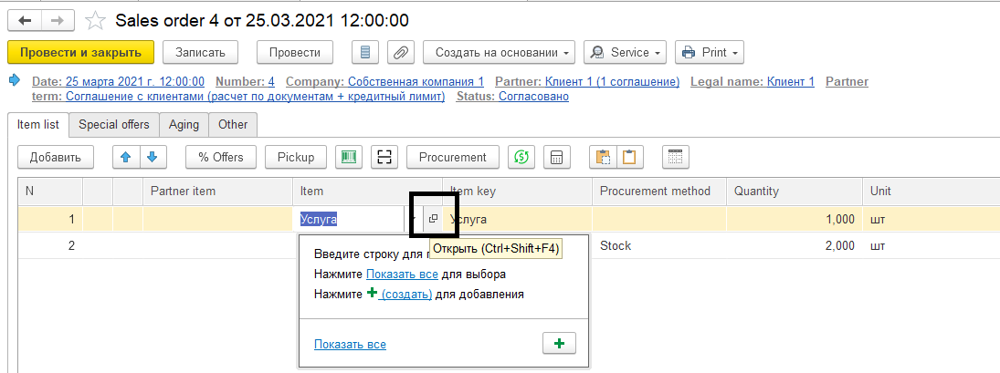 Sales order 4 от 25.03.2021 12:00:00
Провести и закрыть Записать Провести Создать на основании Service Print
Date: 25 марта 2021 г. 12:00:00 Number: 4 Company: Собственная компания 1 Partner: Клиент 1 (1 соглашение) Legal name: Клиент 1 Partner
term: Соглашение с клиентами (расчет по документам + кредитный лимит) Status: Согласовано
Item list Special offers Aging Other
Добавить % Offers Pickup Procurement
N Partner item Item Item key Procurement method Quantity Unit
1 Услуга Услуга 1,000 шт
2 Stock 2,000 шт
Открыть (Ctrl+Shift+F4)
Введите строку для п
Нажмите Показать все для выбора
Нажмите + (создать) для добавления
Показать все